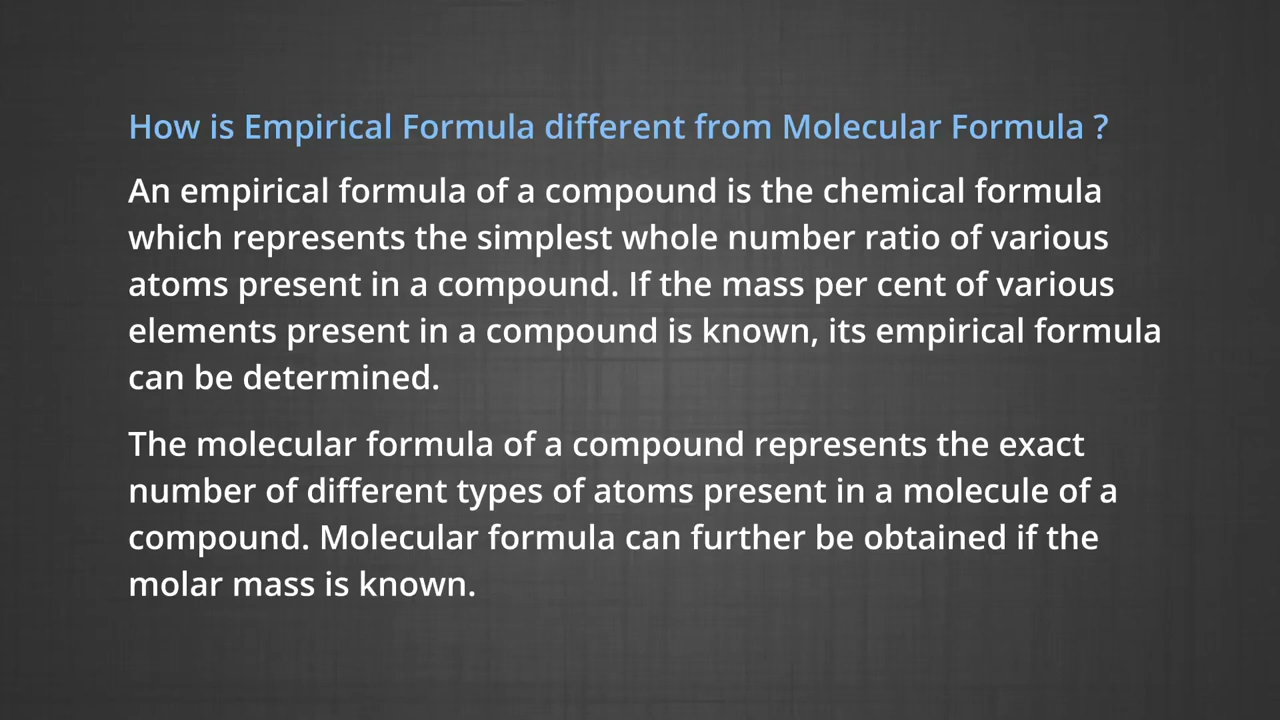 How is Empirical Formula different from Molecular Formula ?
An empirical formula of a compound is the chemical formula
which represents the simplest whole number ratio of various
atoms present in a compound. If the mass per cent of various
elements present in a compound is known, its empirical formula
can be determined.
The molecular formula of a compound represents the exact
number of different types of atoms present in a molecule of a
compound. Molecular formula can further be obtained if the
molar mass is known.